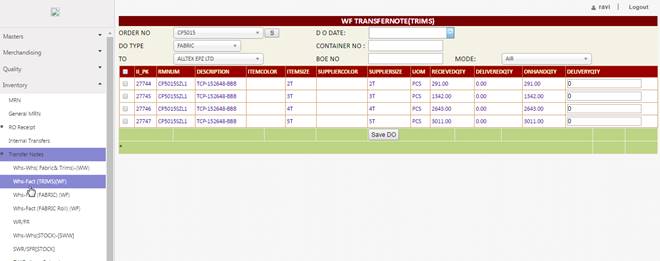 ravi Logout
Masters
Merchandising
Quality
Inventory
MRN
General MRN
RO Receipt
Internal Transfers
Transfer Notes
Whs-Whs( Fabric& Trims)-(WW)
Whs-Fact (TRIMS)(WF)
Whs-Fact (FABRIC) (WF)
Whs-Fact (FABRIC Roll) (WF)
WR/FR
Whs-Whs(STOCK)-[SWW]
SWR/SFR[STOCK]
WF TRANSFERNOTE(TRIMS)
ORDER NO CP5015 S D O DATE:
DO TYPE FABRIC CONTAINER NO :
TO ALLTEX EPZ LTD BOE NO MODE: AIR
II_PK RMNUM DESCRIPTION ITEMCOLOR ITEMSIZE SUPPLIERCOLOR SUPPLIERSIZE UOM RECIEVEDQTY DELIVEREDQTY ONHANDQTY DELIVERYQTY
27744 CP5015SZL1 TCP-152648-BBB 2T 2T PCS 291.00 0.00 291.00 0
27745 CP5015SZL1 TCP-152648-BBB 3T 3T PCS 1342.00 0.00 1342.00 0
27746 CP5015SZL1 TCP-152648-BBB 4T 4T PCS 2643.00 0.00 2643.00 0
27747 CP5015SZL1 TCP-152648-BBB 5T 5T PCS 3011.00 0.00 3011.00 0
Save DO